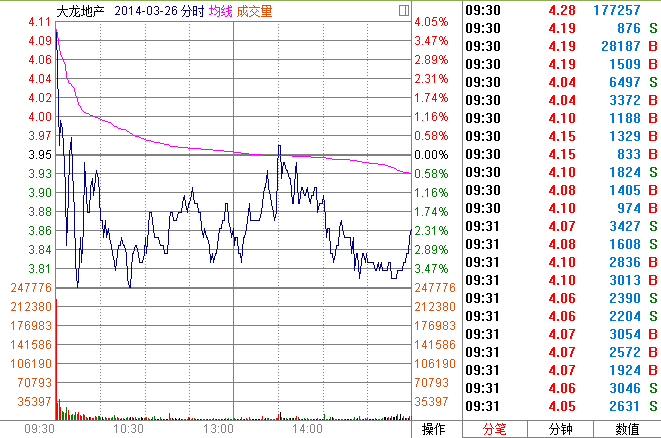 大龙地产 2014-03-26 分时 均线 成交量
4.11 4.05%
4.09 3.47%
4.06 2.89%
4.04 2.31%
4.02 1.74%
4.00 1.16%
3.97 0.58%
3.95 0.00%
3.93 0.58%
3.90 1.16%
3.88 1.74%
3.86 2.31%
3.84 2.89%
3.81 3.47%
247776 247776
212380 212380
176983 176983
141586 141586
106190 106190
70793 70793
35397 35397
09:30 10:30 13:00 14:00 操作
09:30 4.28 177257
09:30 4.19 876 S
09:30 4.19 28187 B
09:30 4.19 1509 B
09:30 4.04 6497 S
09:30 4.04 3372 B
09:30 4.10 1188 B
09:30 4.15 1329 B
09:30 4.15 833 B
09:30 4.10 1824 S
09:30 4.08 1405 B
09:30 4.10 974 B
09:31 4.07 3427 S
09:31 4.08 1608 S
09:31 4.10 2836 B
09:31 4.10 3013 B
09:31 4.06 2390 S
09:31 4.06 2204 S
09:31 4.07 3054 B
09:31 4.07 2572 B
09:31 4.07 1924 B
09:31 4.06 3046 S
09:31 4.05 2631 S
分笔 分钟 数值